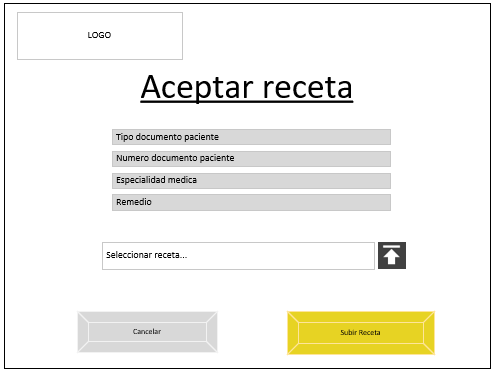 LOGO
Aceptar receta
Tipo documento paciente
Numero documento paciente
Especialidad medica
Remedio
Seleccionar receta...
Cancelar
Subir Receta